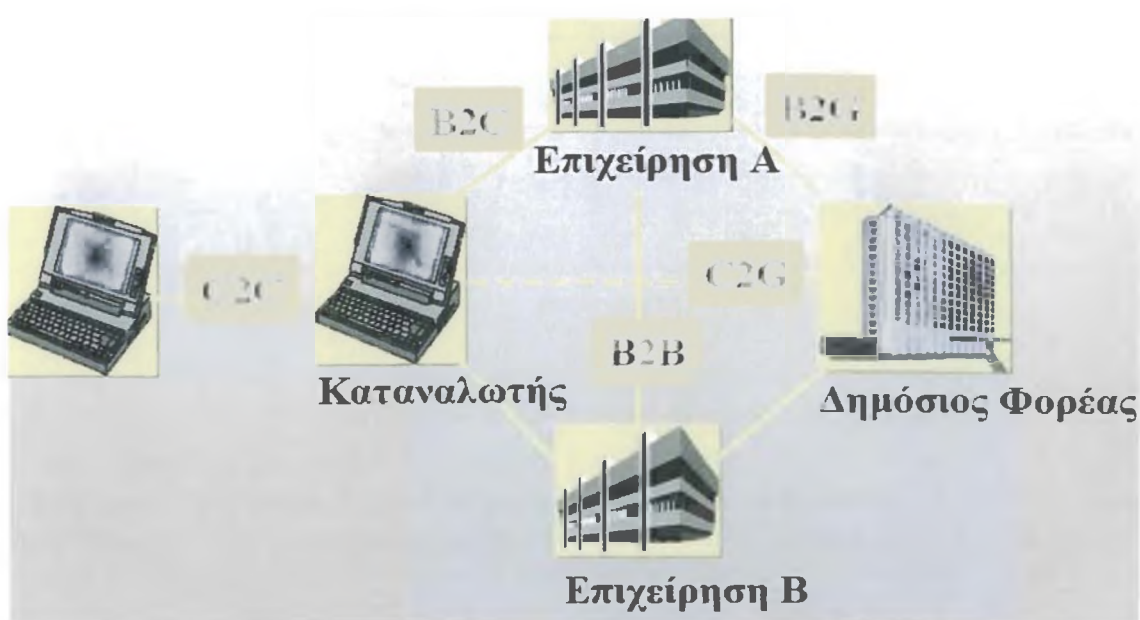 B2C
B2G
Επιχείρηση Α
C2C
C2G
B2B
Καταναλωτής
Δημόσιος Φορέας
Επιχείρηση Β